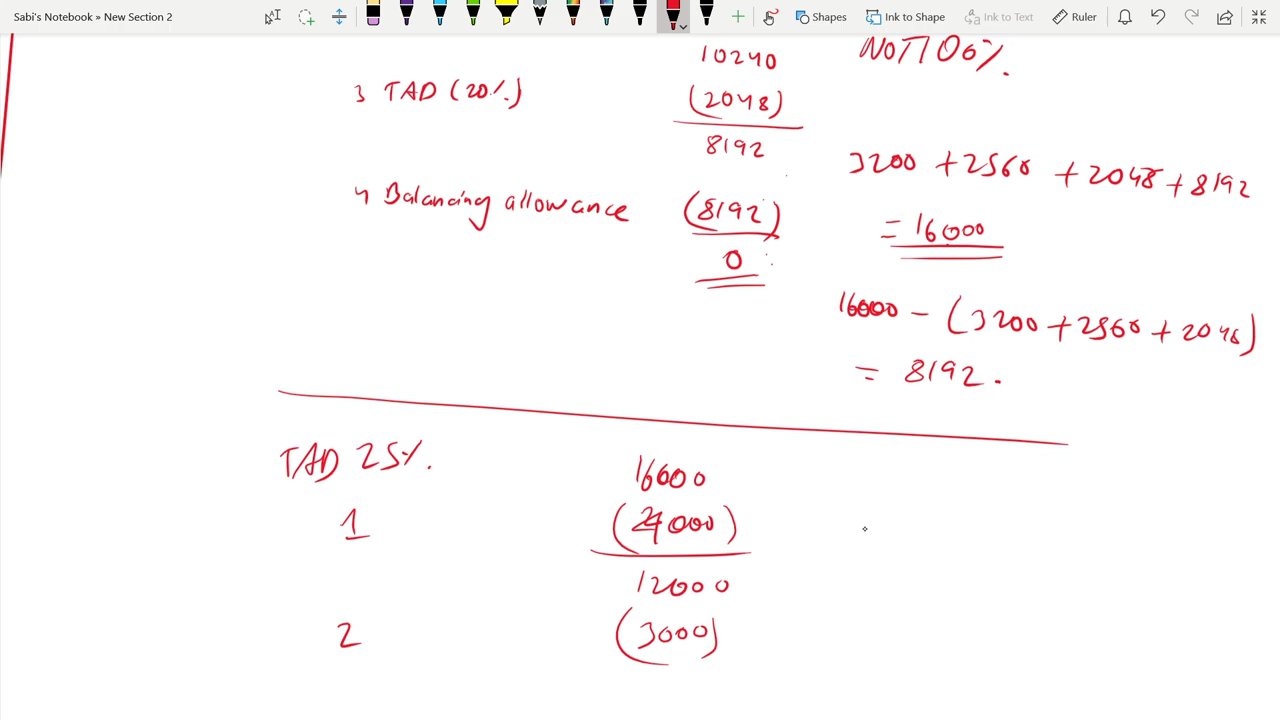 Sabi's Notebook » New Section 2
Shapes
Ink to Shape
Ink to Text
Ruler
10240
NOT 100%.
3 TAD (20%)
(2048)
8192
3200 + 2560 + 2048 + 8192
4 Balancing allowance
(8192)
= 16000
0
16000 - (3200 + 2560 + 2048)
= 8192.
TAD 25%.
16000
1
(4000)
12000
2
(3000)